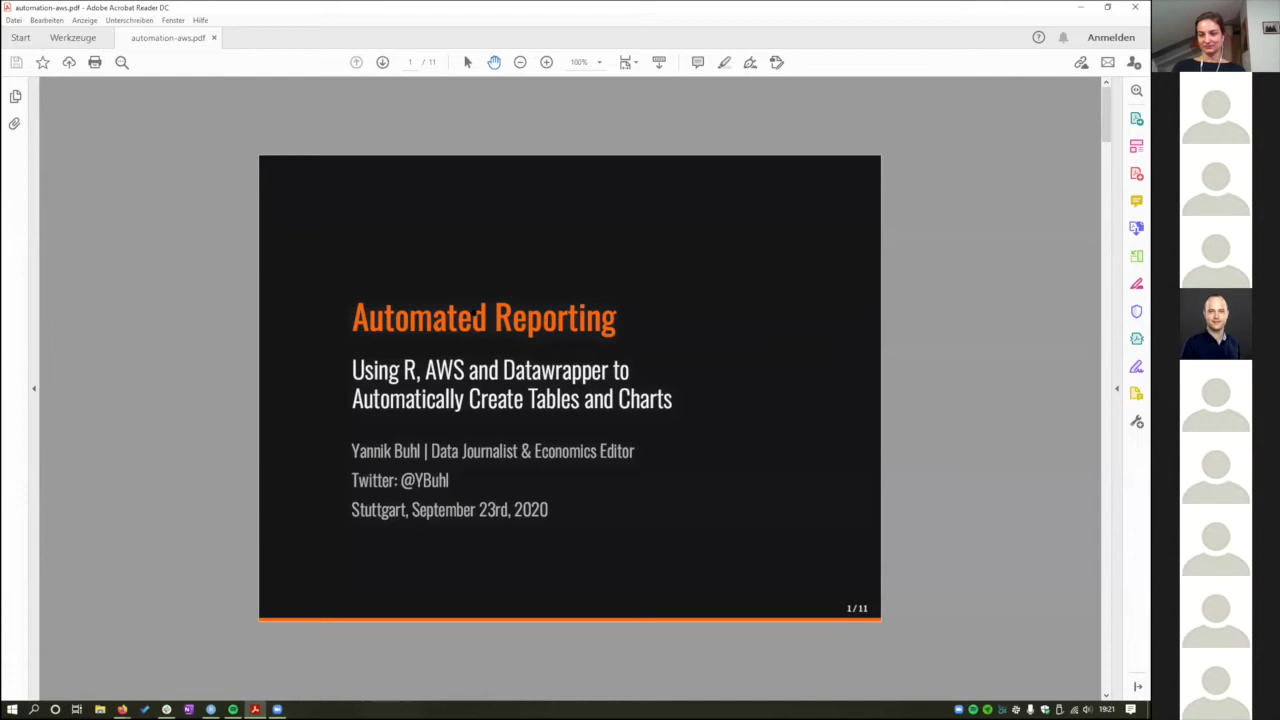 automation-aws.pdf - Adobe Acrobat Reader DC
Datei Bearbeiten Anzeige Unterschreiben Fenster Hilfe
Start Werkzeuge automation-aws.pdf × Anmelden
1 / 11 100%
Automated Reporting
Using R, AWS and Datawrapper to
Automatically Create Tables and Charts
Yannik Buhl | Data Journalist & Economics Editor
Twitter: @YBuhl
Stuttgart, September 23rd, 2020
1 / 11
19:21